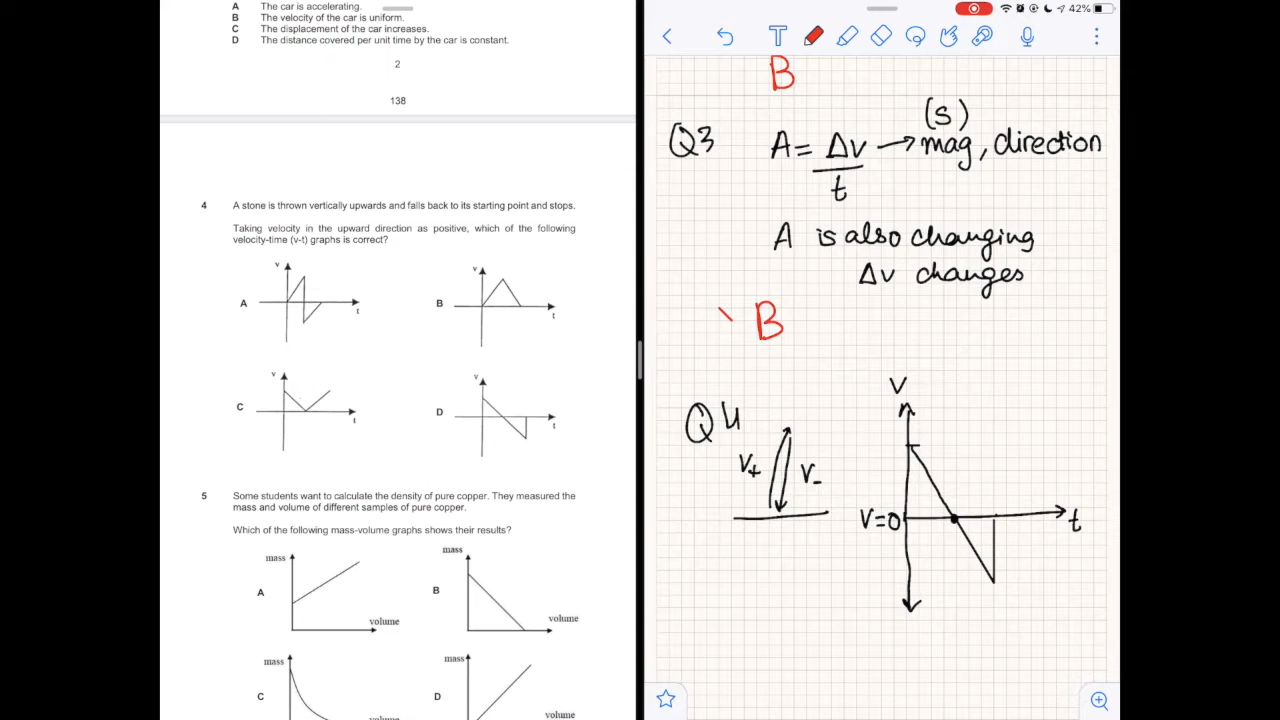 A The car is accelerating.
B The velocity of the car is uniform.
C The displacement of the car increases.
D The distance covered per unit time by the car is constant.
2
138
4 A stone is thrown vertically upwards and falls back to its starting point and stops.
Taking velocity in the upward direction as positive, which of the following
velocity-time (v-t) graphs is correct?
A v t
B v t
C v t
D v t
5 Some students want to calculate the density of pure copper. They measured the
mass and volume of different samples of pure copper.
Which of the following mass-volume graphs shows their results?
A mass volume
B mass volume
C mass
D mass volume
42%
T
B
(s)
Q3 A = Δv → mag, direction
t
A is also changing
Δv changes
B
Q4
V+ V-
V
V=0 t